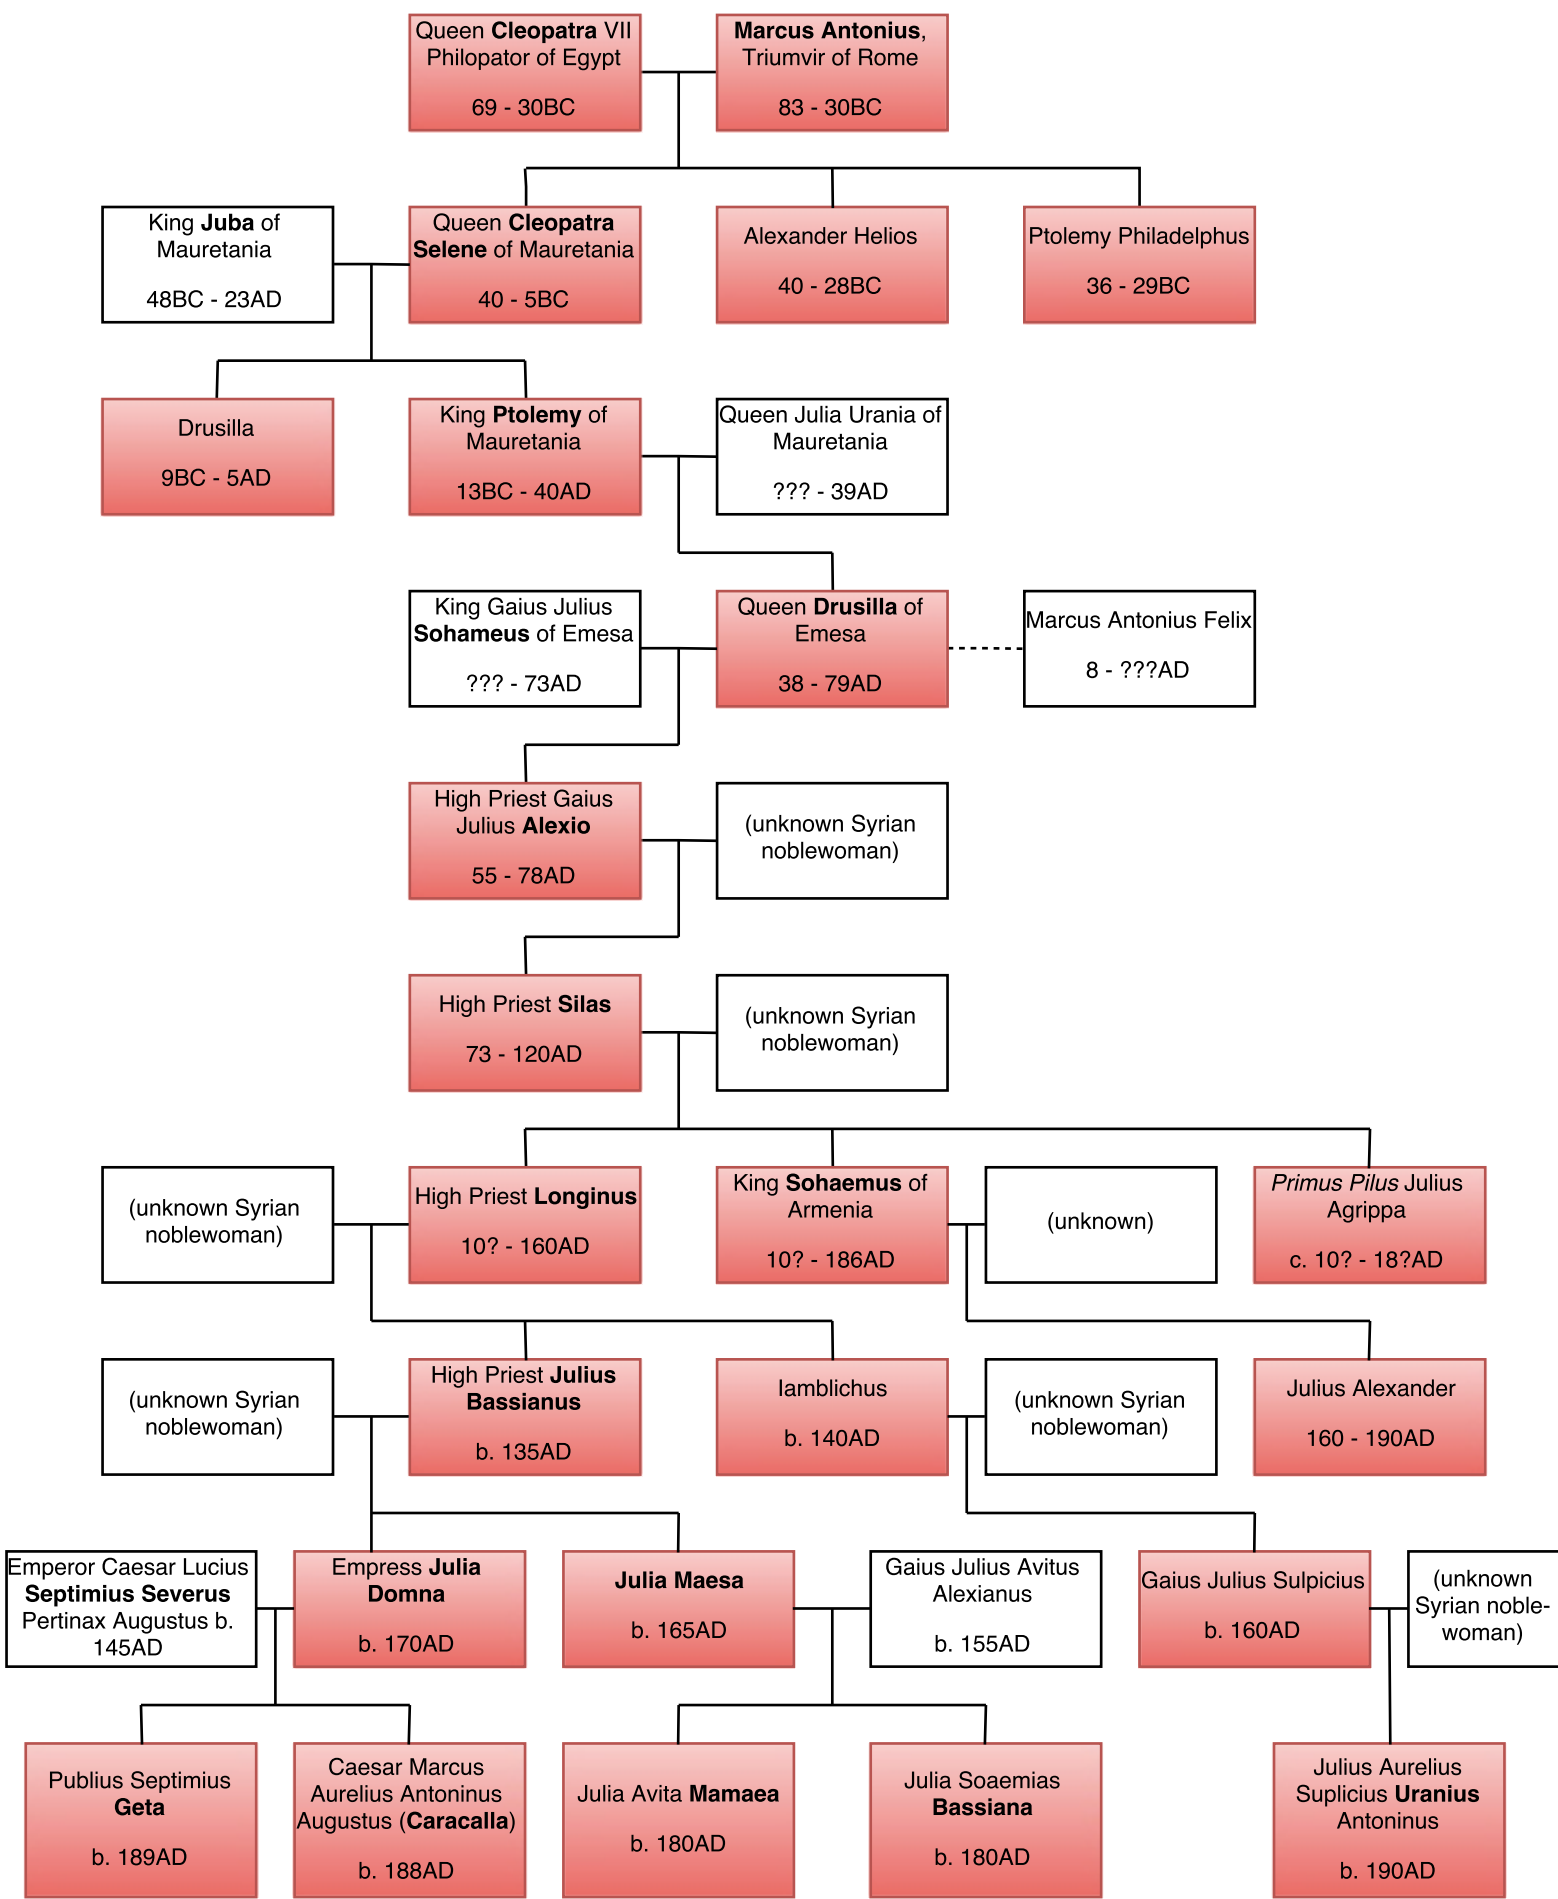 Queen Cleopatra VII
Philopator of Egypt
69 - 30BC
Marcus Antonius,
Triumvir of Rome
83 - 30BC
King Juba of
Mauretania
48BC - 23AD
Queen Cleopatra
Selene of Mauretania
40 - 5BC
Alexander Helios
40 - 28BC
Ptolemy Philadelphus
36 - 29BC
Drusilla
9BC - 5AD
King Ptolemy of
Mauretania
13BC - 40AD
Queen Julia Urania of
Mauretania
??? - 39AD
King Gaius Julius
Sohameus of Emesa
??? - 73AD
Queen Drusilla of
Emesa
38 - 79AD
Marcus Antonius Felix
8 - ???AD
High Priest Gaius
Julius Alexio
55 - 78AD
(unknown Syrian
noblewoman)
High Priest Silas
73 - 120AD
(unknown Syrian
noblewoman)
(unknown Syrian
noblewoman)
High Priest Longinus
10? - 160AD
King Sohaemus of
Armenia
10? - 186AD
(unknown)
Primus Pilus Julius
Agrippa
c. 10? - 18?AD
(unknown Syrian
noblewoman)
High Priest Julius
Bassianus
b. 135AD
Iamblichus
b. 140AD
(unknown Syrian
noblewoman)
Julius Alexander
160 - 190AD
Emperor Caesar Lucius
Septimius Severus
Pertinax Augustus b.
145AD
Empress Julia
Domna
b. 170AD
Julia Maesa
b. 165AD
Gaius Julius Avitus
Alexianus
b. 155AD
Gaius Julius Sulpicius
b. 160AD
(unknown
Syrian noble-
woman)
Publius Septimius
Geta
b. 189AD
Caesar Marcus
Aurelius Antoninus
Augustus (Caracalla)
b. 188AD
Julia Avita Mamaea
b. 180AD
Julia Soaemias
Bassiana
b. 180AD
Julius Aurelius
Suplicius Uranius
Antoninus
b. 190AD